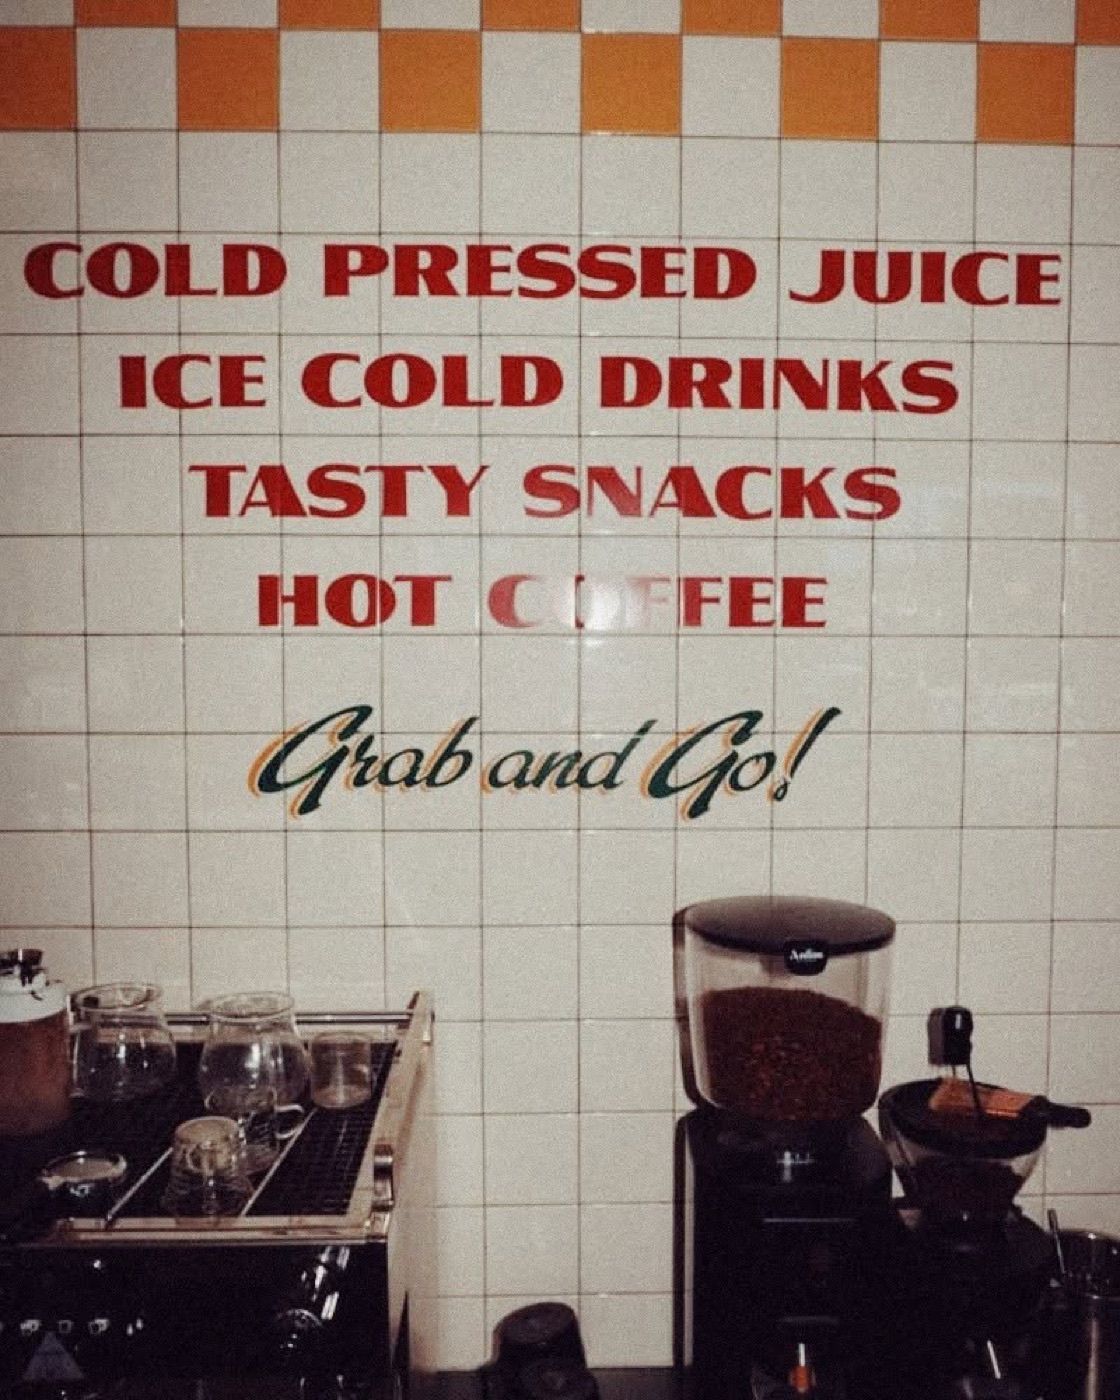 COLD PRESSED JUICE
ICE COLD DRINKS
TASTY SNACKS
HOT COFFEE
Grab and Go!